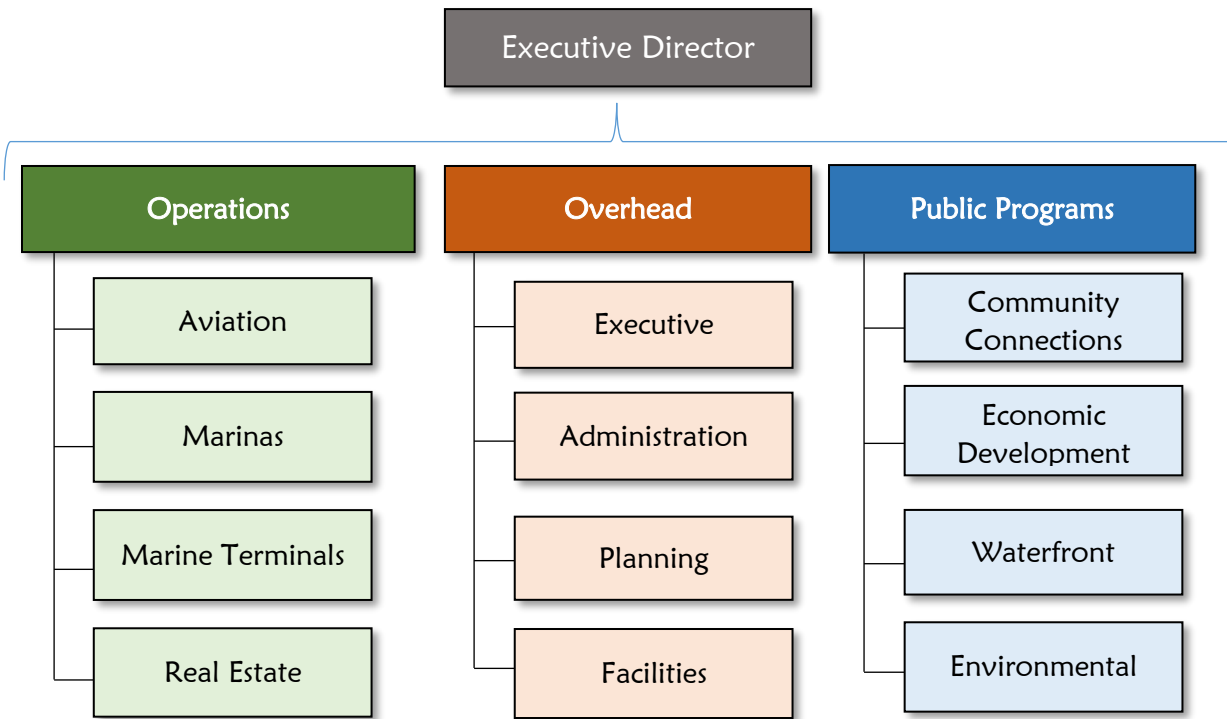 Executive Director
Operations
Aviation
Marinas
Marine Terminals
Real Estate
Overhead
Executive
Administration
Planning
Facilities
Public Programs
Community
Connections
Economic
Development
Waterfront
Environmental